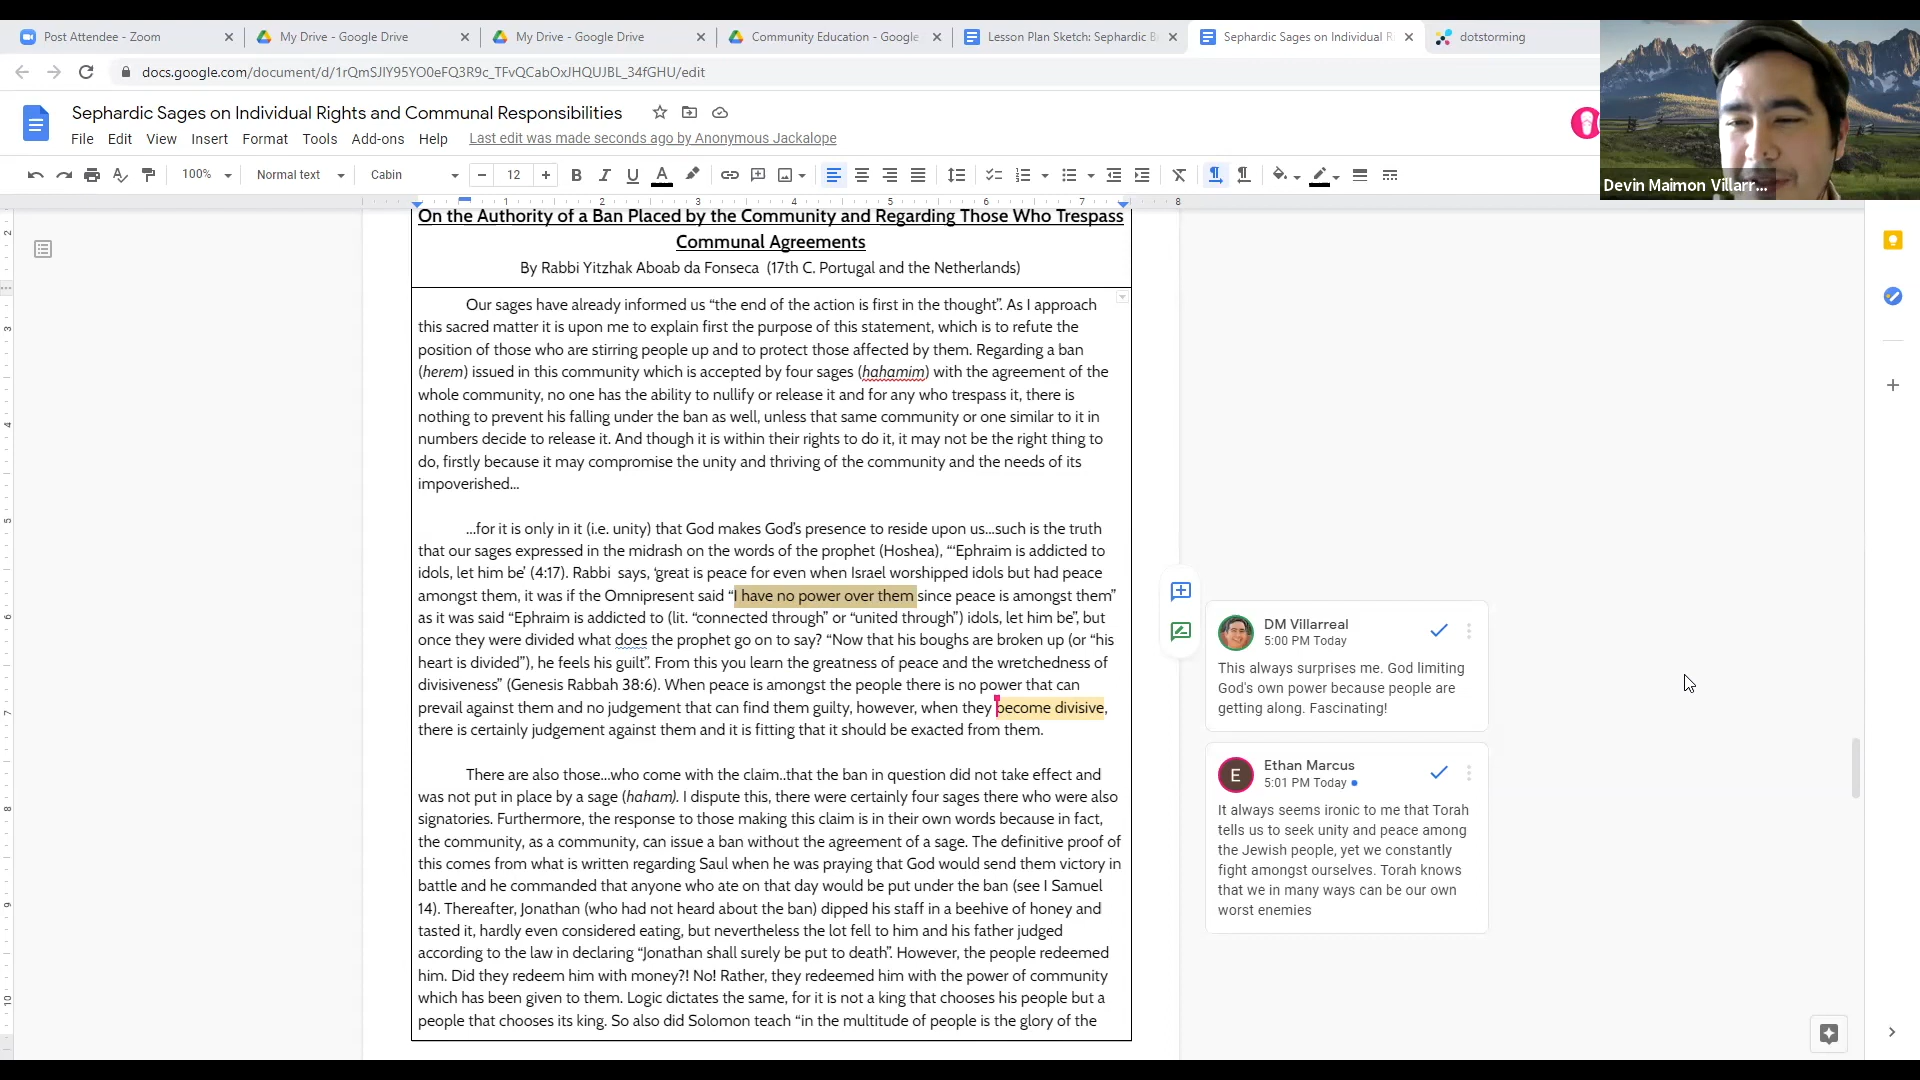 Post Attendee - Zoom
My Drive - Google Drive
My Drive - Google Drive
Community Education - Google
Lesson Plan Sketch: Sephardic B
Sephardic Sages on Individual R
dotstorming
docs.google.com/document/d/1rQmSJlY95YO0eFQ3R9c_TFvQCabOxJHQUJBL_34fGHU/edit
Sephardic Sages on Individual Rights and Communal Responsibilities
File Edit View Insert Format Tools Add-ons Help Last edit was made seconds ago by Anonymous Jackalope
100% Normal text Cabin 12
Devin Maimon Villarr...
1 2 3 4 5 6 7 8
On the Authority of a Ban Placed by the Community and Regarding Those Who Trespass
Communal Agreements
By Rabbi Yitzhak Aboab da Fonseca (17th C. Portugal and the Netherlands)
Our sages have already informed us “the end of the action is first in the thought”. As I approach
this sacred matter it is upon me to explain first the purpose of this statement, which is to refute the
position of those who are stirring people up and to protect those affected by them. Regarding a ban
(herem) issued in this community which is accepted by four sages (hahamim) with the agreement of the
whole community, no one has the ability to nullify or release it and for any who trespass it, there is
nothing to prevent his falling under the ban as well, unless that same community or one similar to it in
numbers decide to release it. And though it is within their rights to do it, it may not be the right thing to
do, firstly because it may compromise the unity and thriving of the community and the needs of its
impoverished...
...for it is only in it (i.e. unity) that God makes God’s presence to reside upon us...such is the truth
that our sages expressed in the midrash on the words of the prophet (Hoshea), “‘Ephraim is addicted to
idols, let him be’ (4:17). Rabbi says, ‘great is peace for even when Israel worshipped idols but had peace
amongst them, it was if the Omnipresent said “I have no power over them since peace is amongst them”
as it was said “Ephraim is addicted to (lit. “connected through” or “united through”) idols, let him be”, but
once they were divided what does the prophet go on to say? “Now that his boughs are broken up (or “his
heart is divided”), he feels his guilt”. From this you learn the greatness of peace and the wretchedness of
divisiveness” (Genesis Rabbah 38:6). When peace is amongst the people there is no power that can
prevail against them and no judgement that can find them guilty, however, when they become divisive,
there is certainly judgement against them and it is fitting that it should be exacted from them.
There are also those...who come with the claim..that the ban in question did not take effect and
was not put in place by a sage (haham). I dispute this, there were certainly four sages there who were also
signatories. Furthermore, the response to those making this claim is in their own words because in fact,
the community, as a community, can issue a ban without the agreement of a sage. The definitive proof of
this comes from what is written regarding Saul when he was praying that God would send them victory in
battle and he commanded that anyone who ate on that day would be put under the ban (see I Samuel
14). Thereafter, Jonathan (who had not heard about the ban) dipped his staff in a beehive of honey and
tasted it, hardly even considered eating, but nevertheless the lot fell to him and his father judged
according to the law in declaring “Jonathan shall surely be put to death”. However, the people redeemed
him. Did they redeem him with money?! No! Rather, they redeemed him with the power of community
which has been given to them. Logic dictates the same, for it is not a king that chooses his people but a
people that chooses its king. So also did Solomon teach “in the multitude of people is the glory of the
DM Villarreal
5:00 PM Today
This always surprises me. God limiting
God's own power because people are
getting along. Fascinating!
E
Ethan Marcus
5:01 PM Today
It always seems ironic to me that Torah
tells us to seek unity and peace among
the Jewish people, yet we constantly
fight amongst ourselves. Torah knows
that we in many ways can be our own
worst enemies
2
3
4
5
6
7
8
9
10